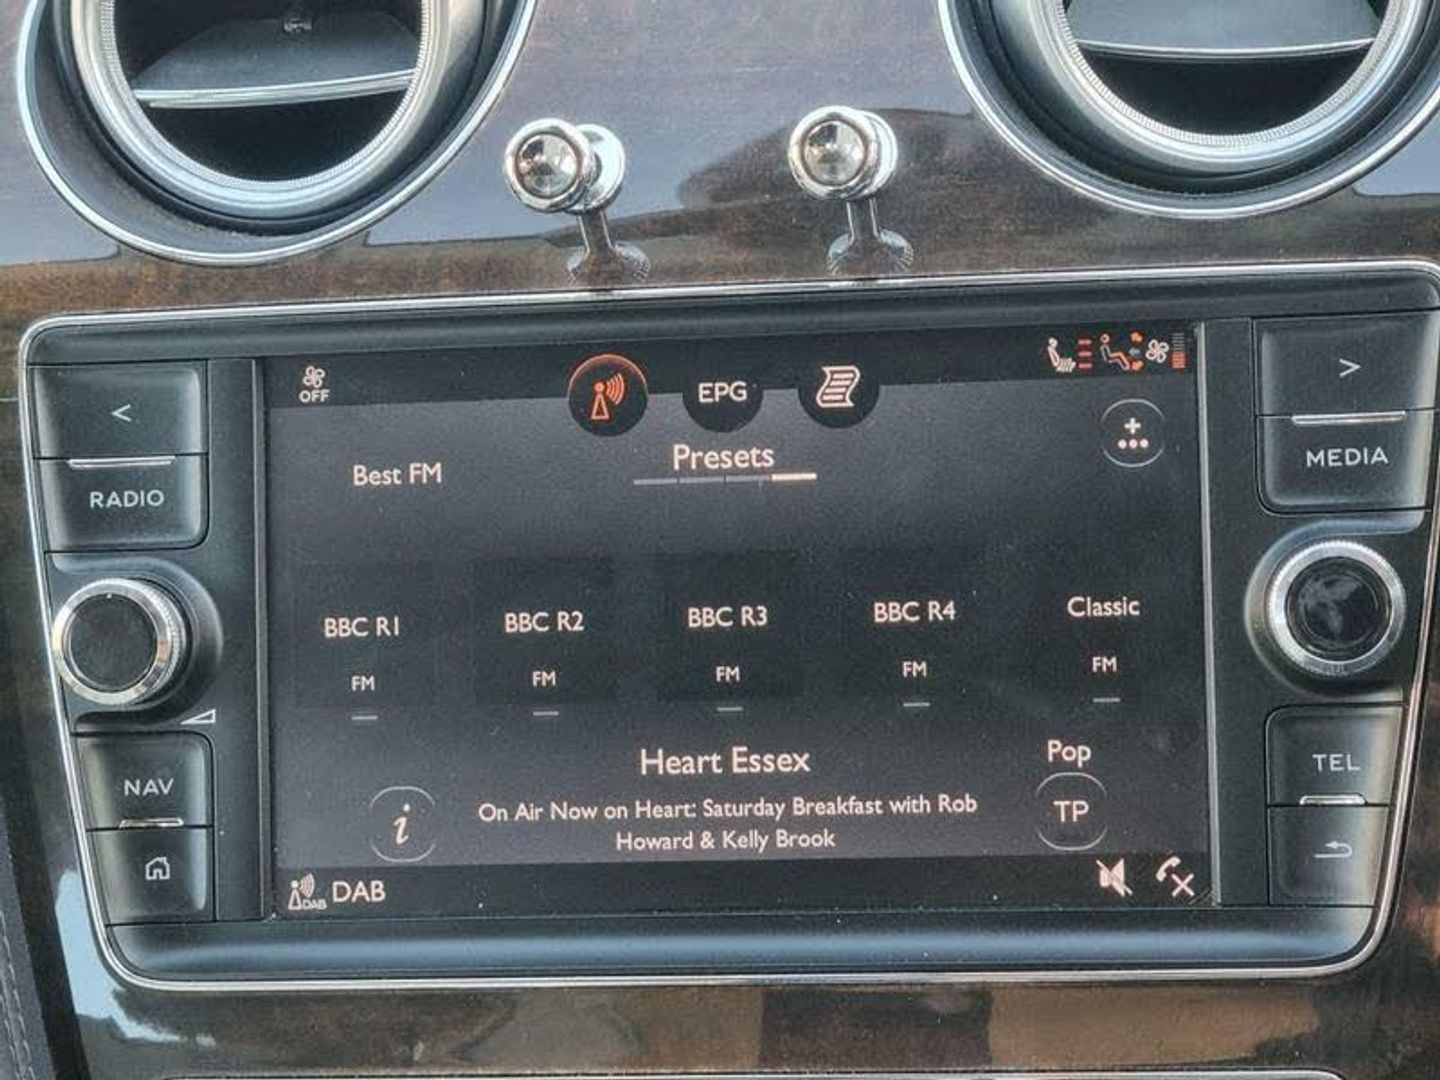 OFF
EPG
Presets
Best FM
<
RADIO
>
MEDIA
BBC R1
BBC R2
BBC R3
BBC R4
Classic
FM
FM
FM
FM
FM
Heart Essex
Pop
i
On Air Now on Heart: Saturday Breakfast with Rob
Howard & Kelly Brook
TP
NAV
TEL
DAB
DAB